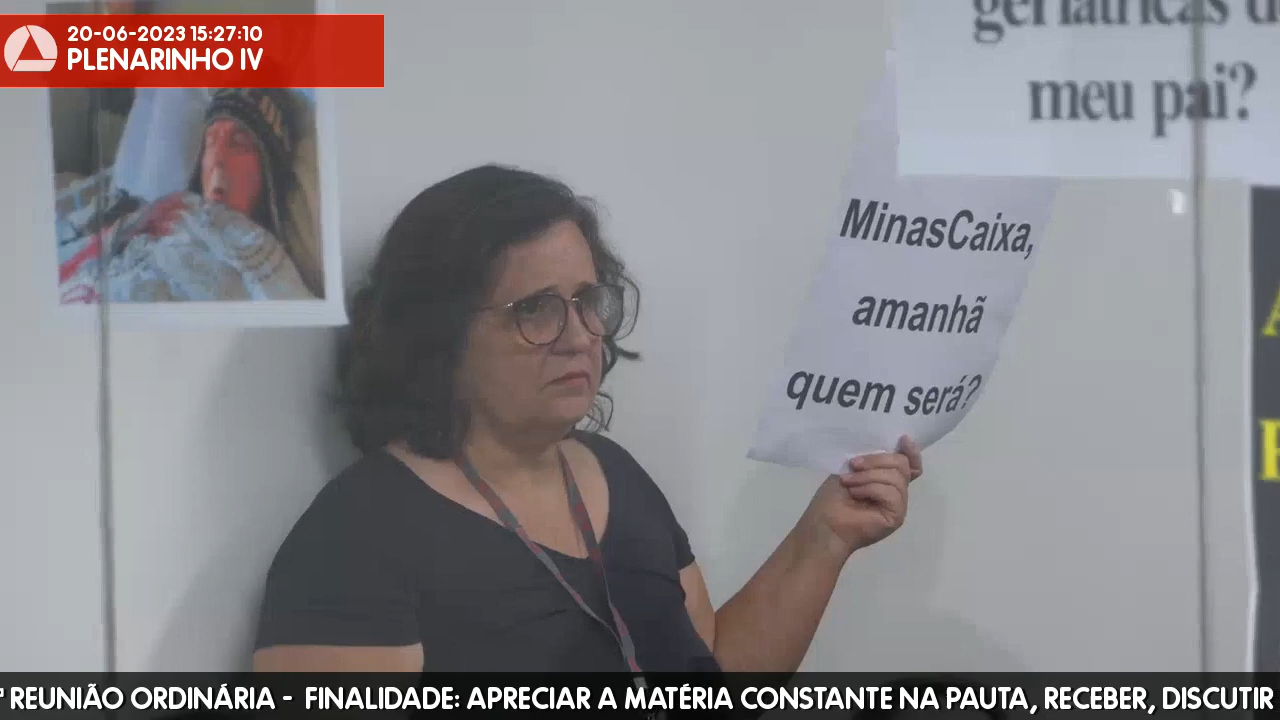 20-06-2023 15:27:10
PLENARINHO IV
geriátricas d
meu pai?
MinasCaixa,
amanhã
quem será?
ª REUNIÃO ORDINÁRIA - FINALIDADE: APRECIAR A MATÉRIA CONSTANTE NA PAUTA, RECEBER, DISCUTIR